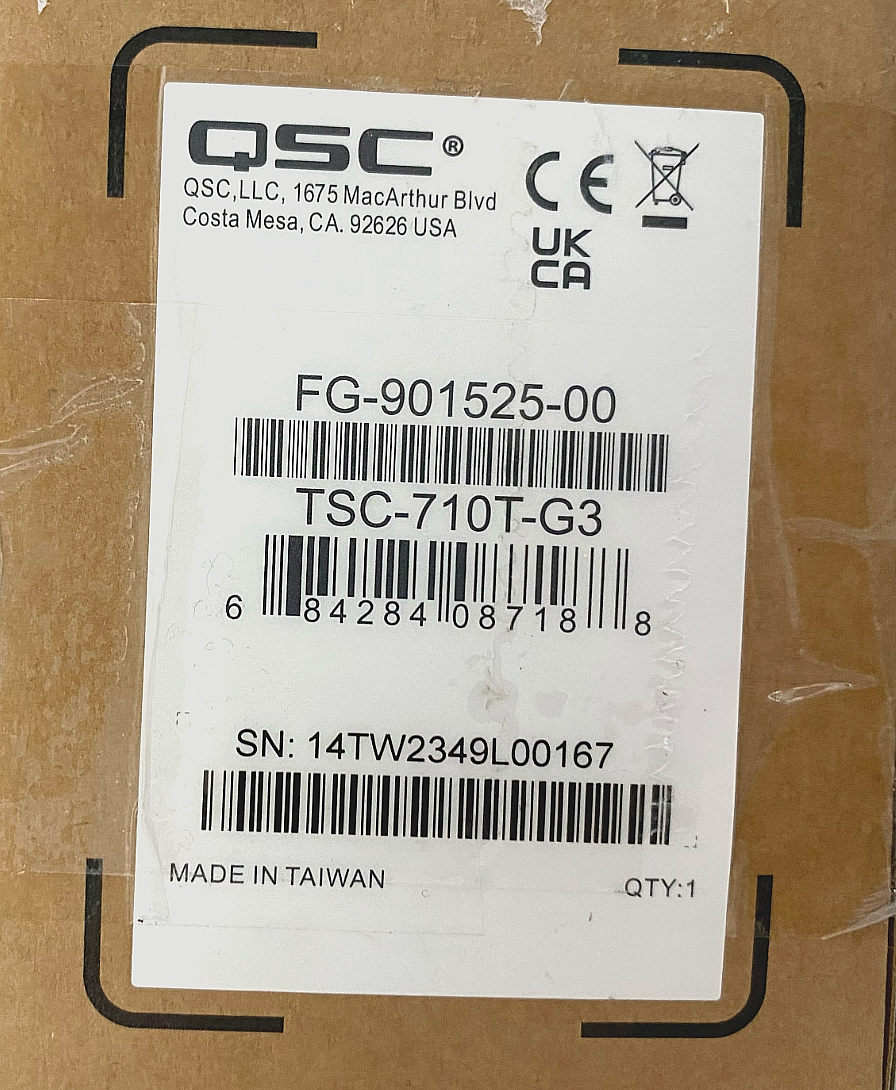 QSC®
QSC,LLC, 1675 MacArthur Blvd
Costa Mesa, CA. 92626 USA
CE
UK
CA
FG-901525-00
TSC-710T-G3
6 84284 08718 8
SN: 14TW2349L00167
MADE IN TAIWAN
QTY:1